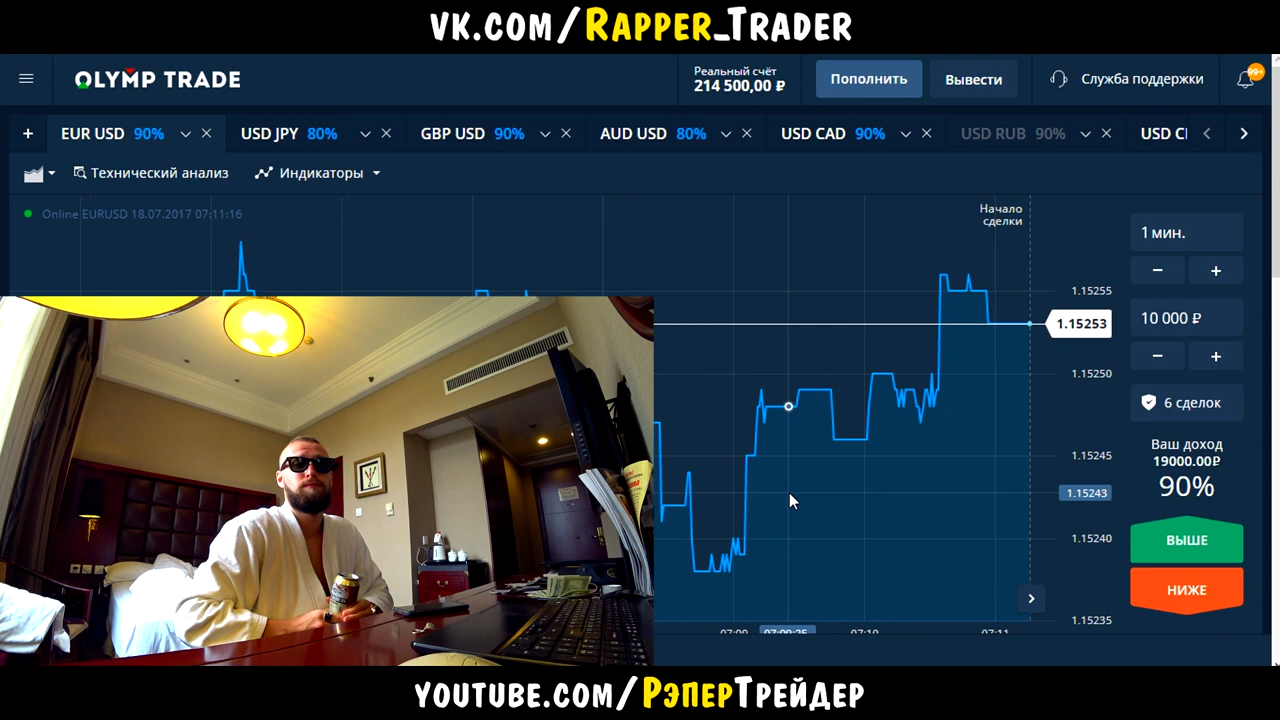 vk.com/Rapper_Trader
OLYMP TRADE
Реальный счёт
214 500,00 ₽
Пополнить
Вывести
Служба поддержки
99+
+ EUR USD 90% USD JPY 80% GBP USD 90% AUD USD 80% USD CAD 90% USD RUB 90%
Технический анализ
Индикаторы
Online EURUSD 18.07.2017 07:11:16
Начало
сделки
1 мин.
− +
1.15255
10 000 ₽
1.15253
− +
1.15250
6 сделок
Ваш доход
19000.00₽
1.15245
90%
1.15243
1.15240
ВЫШЕ
НИЖЕ
1.15235
07:09 07:09:25 07:10 07:11
youtube.com/РэперТрейдер